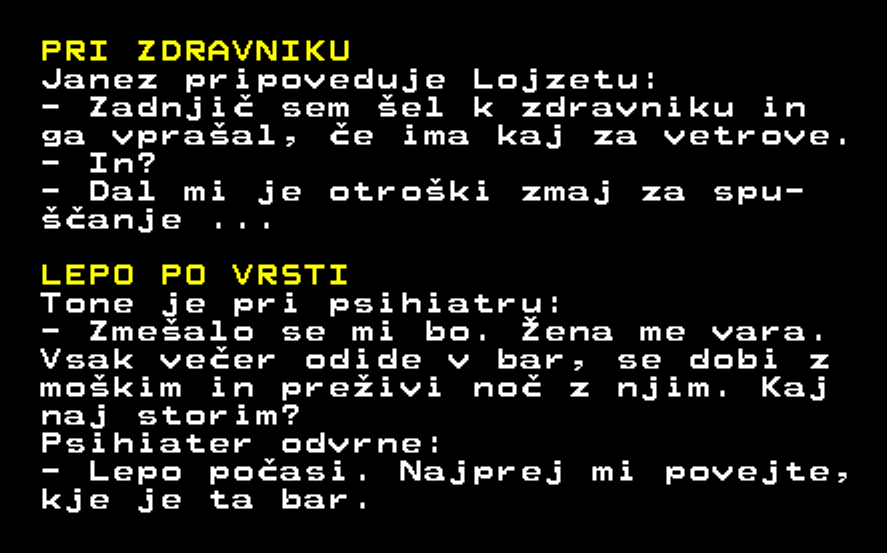 PRI ZDRAVNIKU
Janez pripoveduje Lojzetu:
- Zadnjič sem šel k zdravniku in
ga vprašal, če ima kaj za vetrove.
- In?
- Dal mi je otroški zmaj za spu-
ščanje ...
LEPO PO VRSTI
Tone je pri psihiatru:
- Zmešalo se mi bo. Žena me vara.
Vsak večer odide v bar, se dobi z
moškim in preživi noč z njim. Kaj
naj storim?
Psihiater odvrne:
- Lepo počasi. Najprej mi povejte,
kje je ta bar.